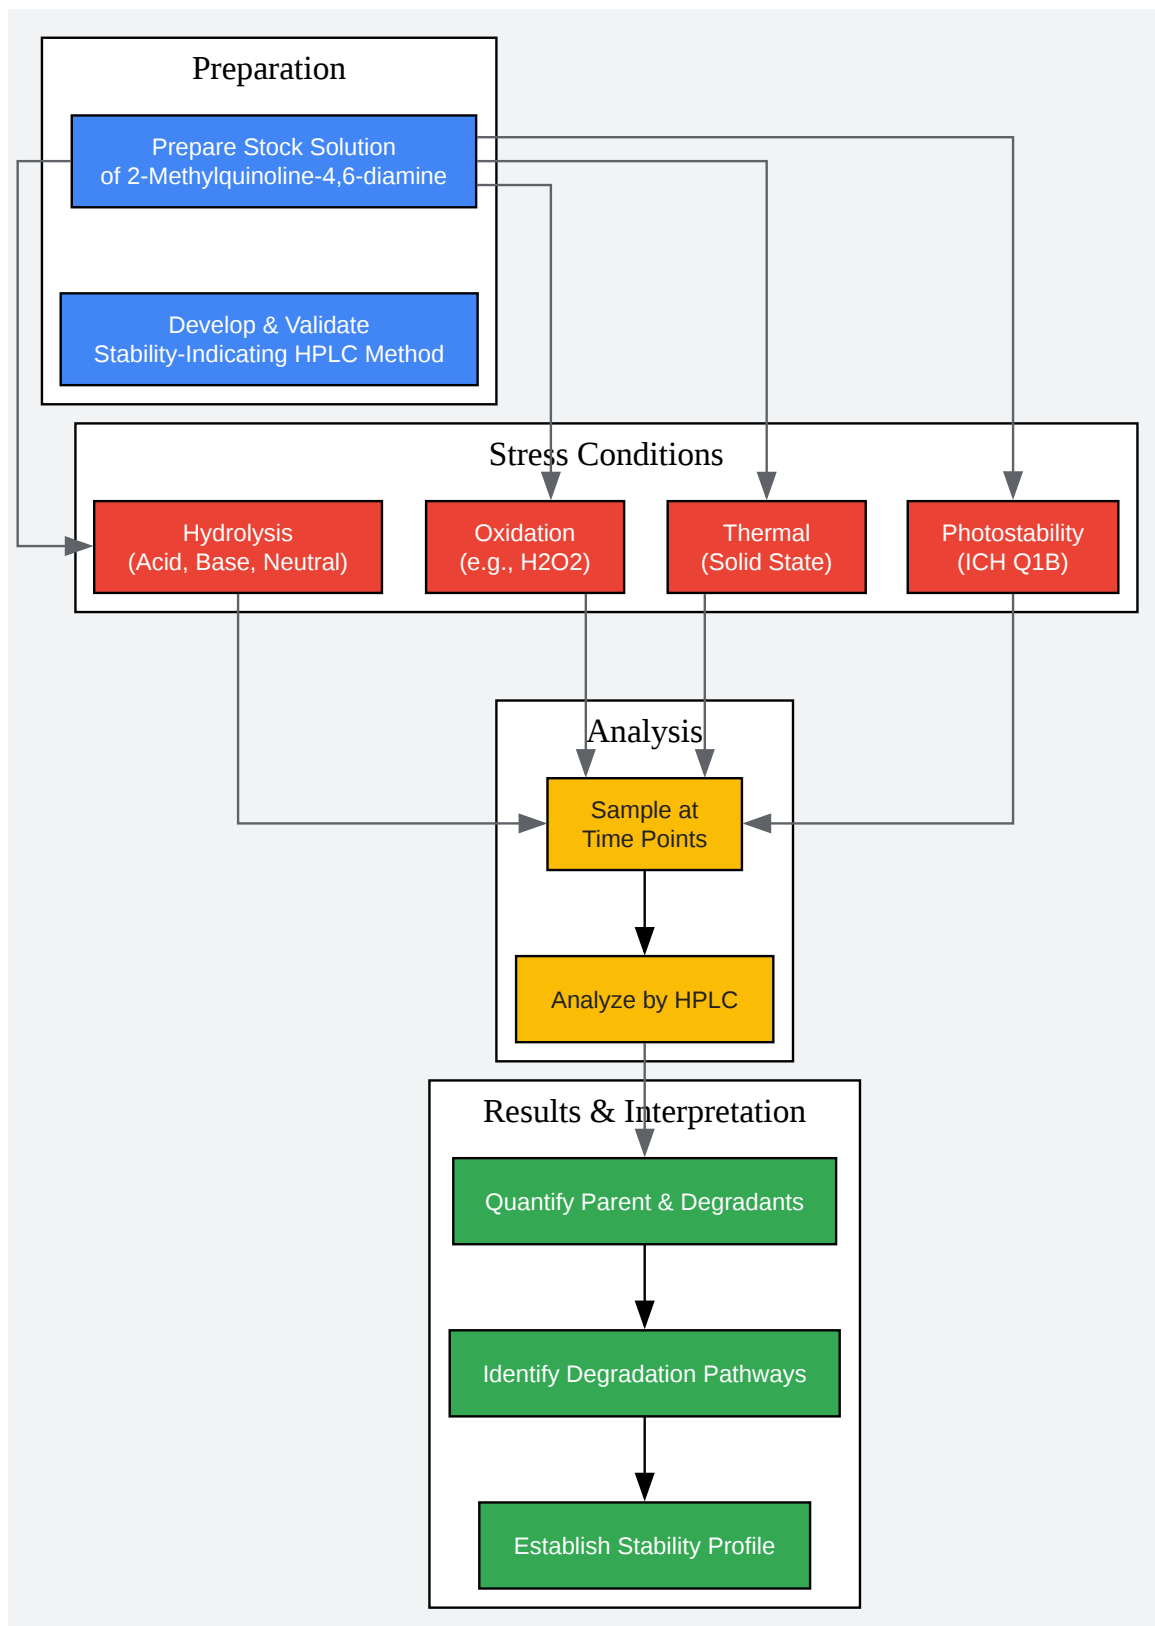 Preparation
Prepare Stock Solution
of 2-Methylquinoline-4,6-diamine
Develop & Validate
Stability-Indicating HPLC Method
Stress Conditions
Hydrolysis
(Acid, Base, Neutral)
Oxidation
(e.g., H2O2)
Thermal
(Solid State)
Photostability
(ICH Q1B)
Analysis
Sample at
Time Points
Analyze by HPLC
Results & Interpretation
Quantify Parent & Degradants
Identify Degradation Pathways
Establish Stability Profile